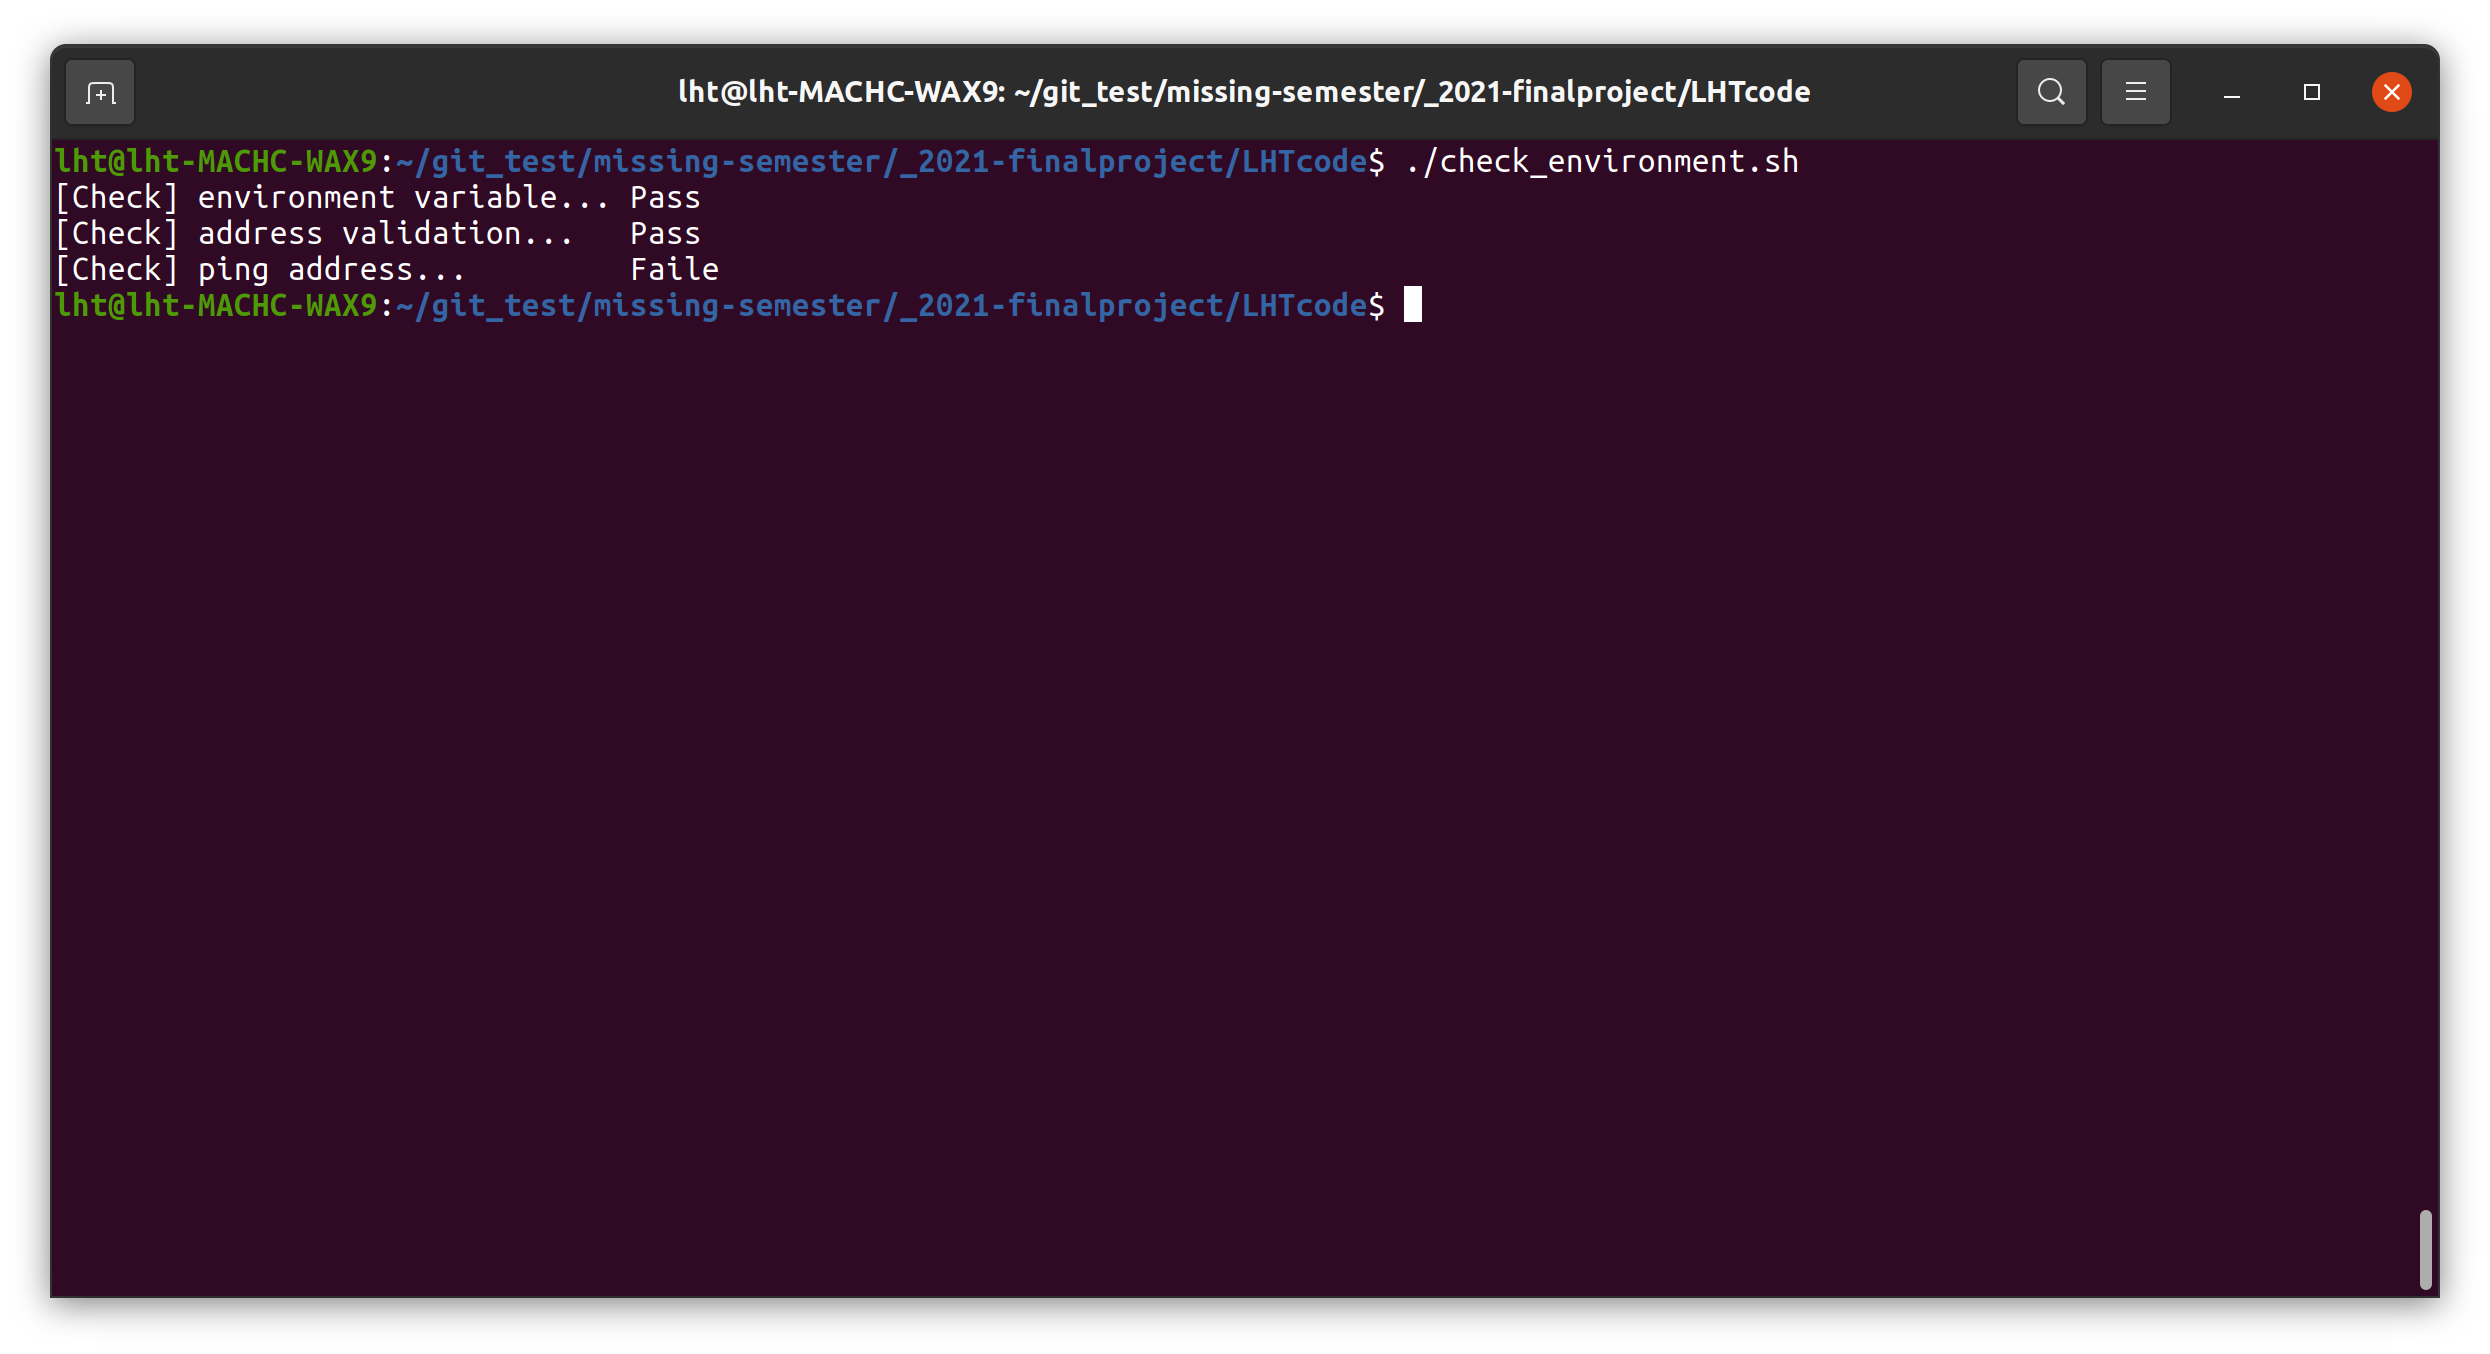 lht@lht-MACHC-WAX9: ~/git_test/missing-semester/_2021-finalproject/LHTcode
lht@lht-MACHC-WAX9:~/git_test/missing-semester/_2021-finalproject/LHTcode$ ./check_environment.sh
[Check] environment variable... Pass
[Check] address validation...   Pass
[Check] ping address...         Faile
lht@lht-MACHC-WAX9:~/git_test/missing-semester/_2021-finalproject/LHTcode$